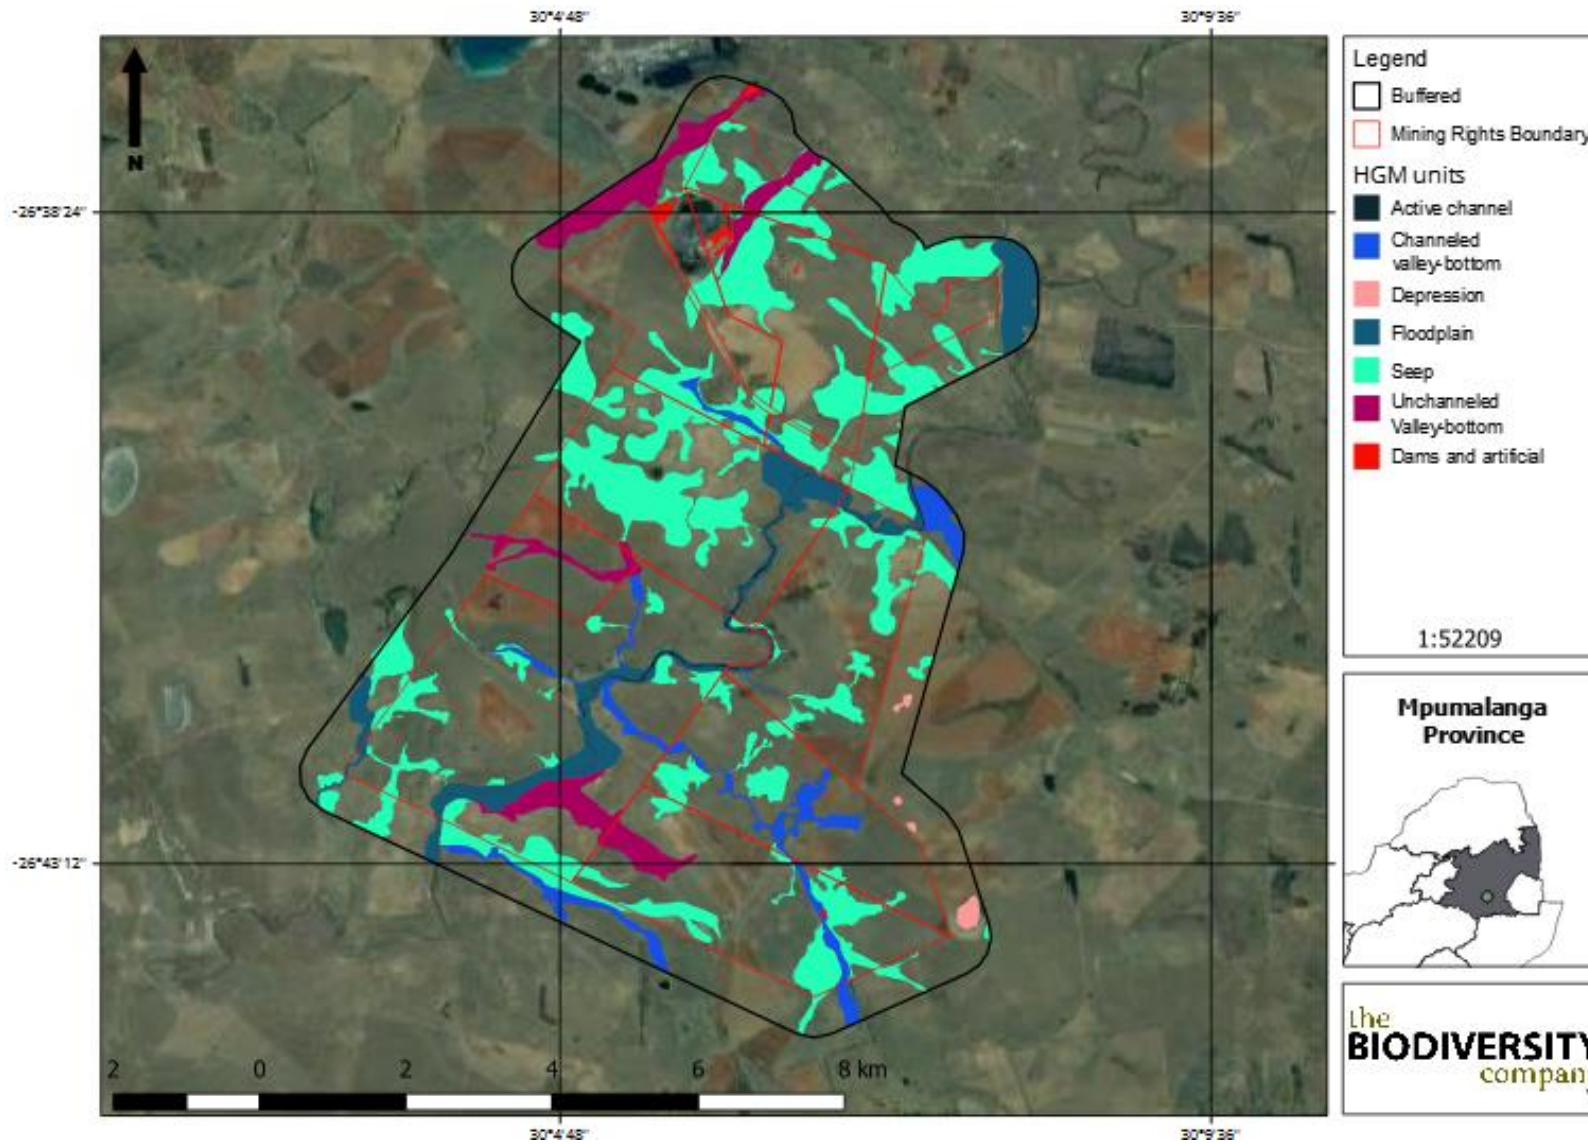 30°4'48"
30°9'36"
N
-26°38'24"
-26°43'12"
2 0 2 4 6 8 km
30°4'48"
30°9'36"
Legend
Buffered
Mining Rights Boundary
HGM units
Active channel
Channeled
valley-bottom
Depression
Floodplain
Seep
Unchanneled
Valley-bottom
Dams and artificial
1:52209
Mpumalanga
Province
the
BIODIVERSITY
company